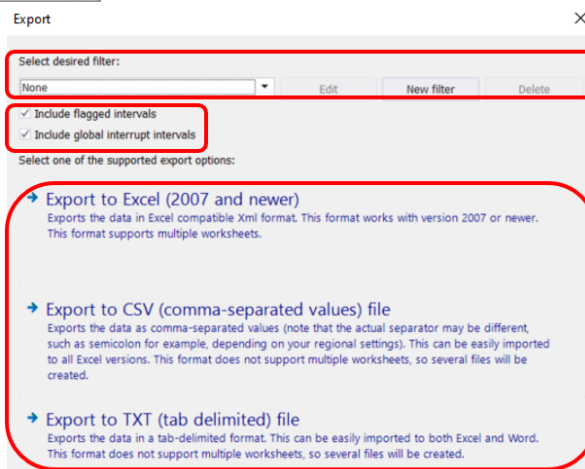 Export
Select desired filter:
None
Edit
New filter
Delete
Include flagged intervals
Include global interrupt intervals
Select one of the supported export options:
Export to Excel (2007 and newer)
Exports the data in Excel compatible Xml format. This format works with version 2007 or newer.
This format supports multiple worksheets.
Export to CSV (comma-separated values) file
Exports the data as comma-separated values (note that the actual separator may be different,
such as semicolon for example, depending on your regional settings). This can be easily imported
to all Excel versions. This format does not support multiple worksheets, so several files will be
created.
Export to TXT (tab delimited) file
Exports the data in a tab-delimited format. This can be easily imported to both Excel and Word.
This format does not support multiple worksheets, so several files will be created.